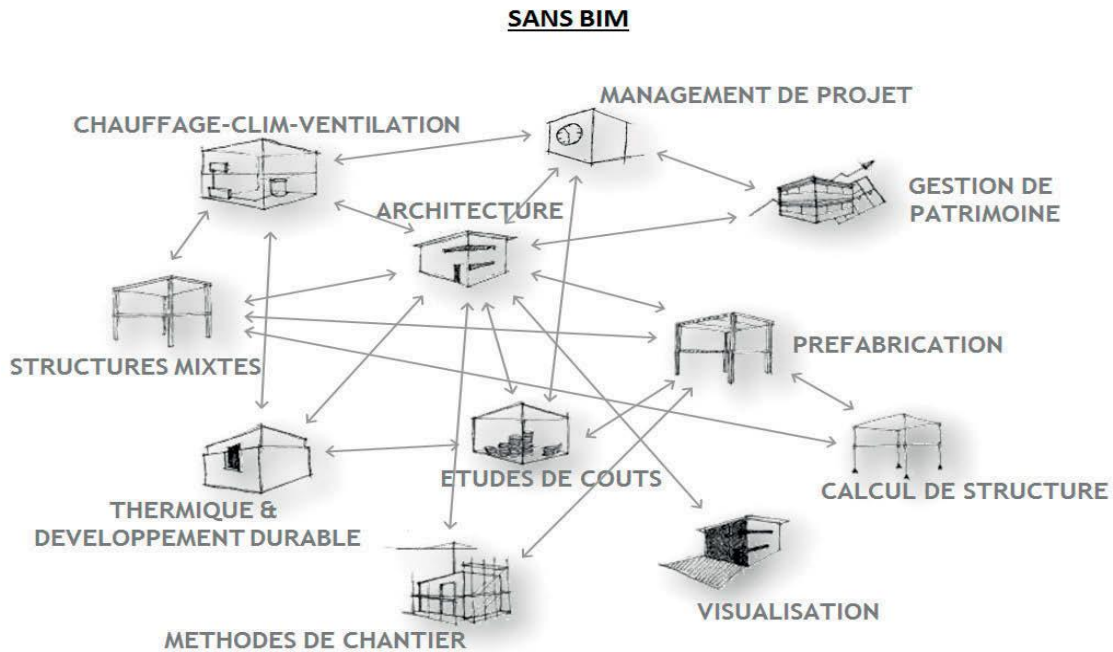 SANS BIM
MANAGEMENT DE PROJET
CHAUFFAGE-CLIM-VENTILATION
GESTION DE
PATRIMOINE
ARCHITECTURE
PREFABRICATION
STRUCTURES MIXTES
ETUDES DE COUTS
CALCUL DE STRUCTURE
THERMIQUE &
DEVELOPPEMENT DURABLE
VISUALISATION
METHODES DE CHANTIER